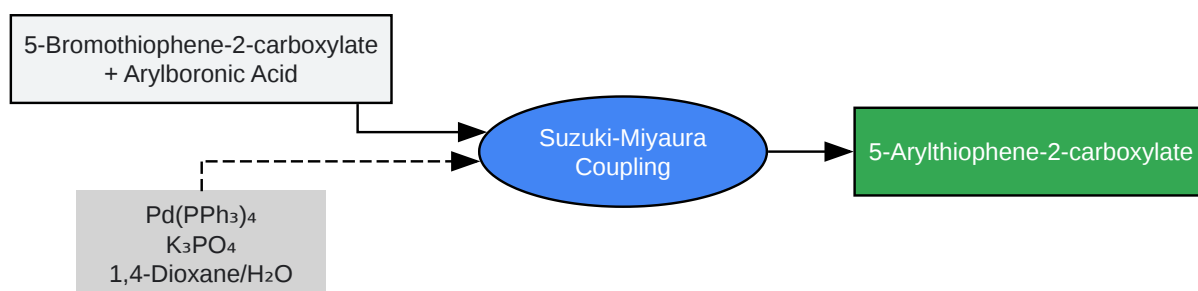 5-Bromothiophene-2-carboxylate
+ Arylboronic Acid
Suzuki-Miyaura
Coupling
5-Arylthiophene-2-carboxylate
Pd(PPh₃)₄
K₃PO₄
1,4-Dioxane/H₂O